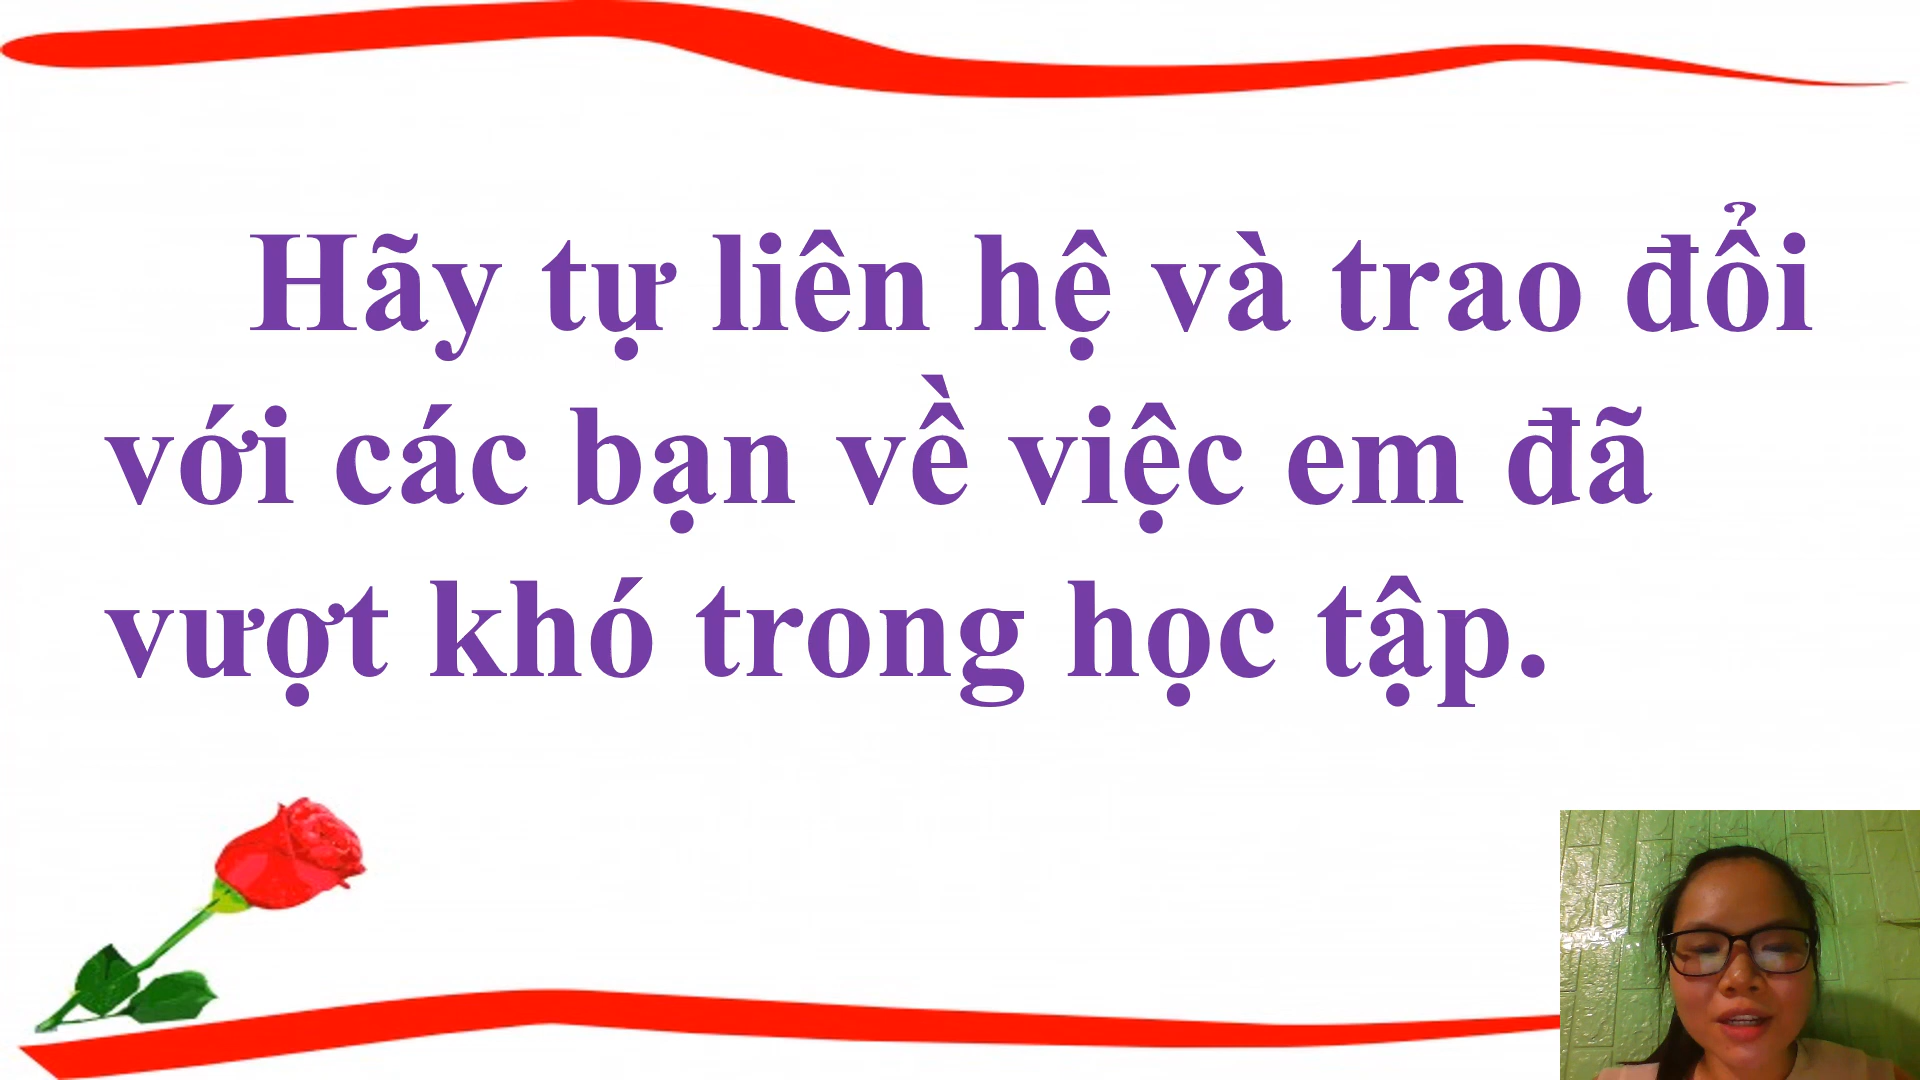 Hãy tự liên hệ và trao đổi
với các bạn về việc em đã
vượt khó trong học tập.